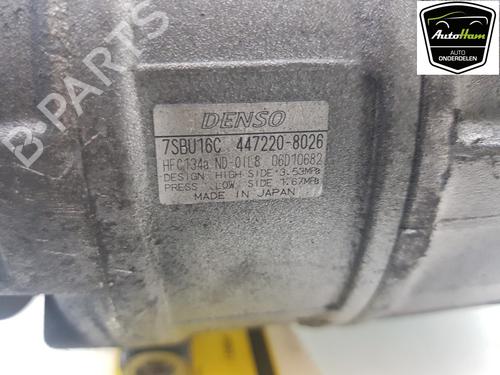 AutoHam
AUTO
ONDERDELEN
B-PARTS
DENSO
7SBU16C 447220-8026
HFC134a ND-OIL8 06D10682
DESIGN HIGH SIDE 3.53MPa
PRESS. LOW SIDE 1.67MPa
MADE IN JAPAN